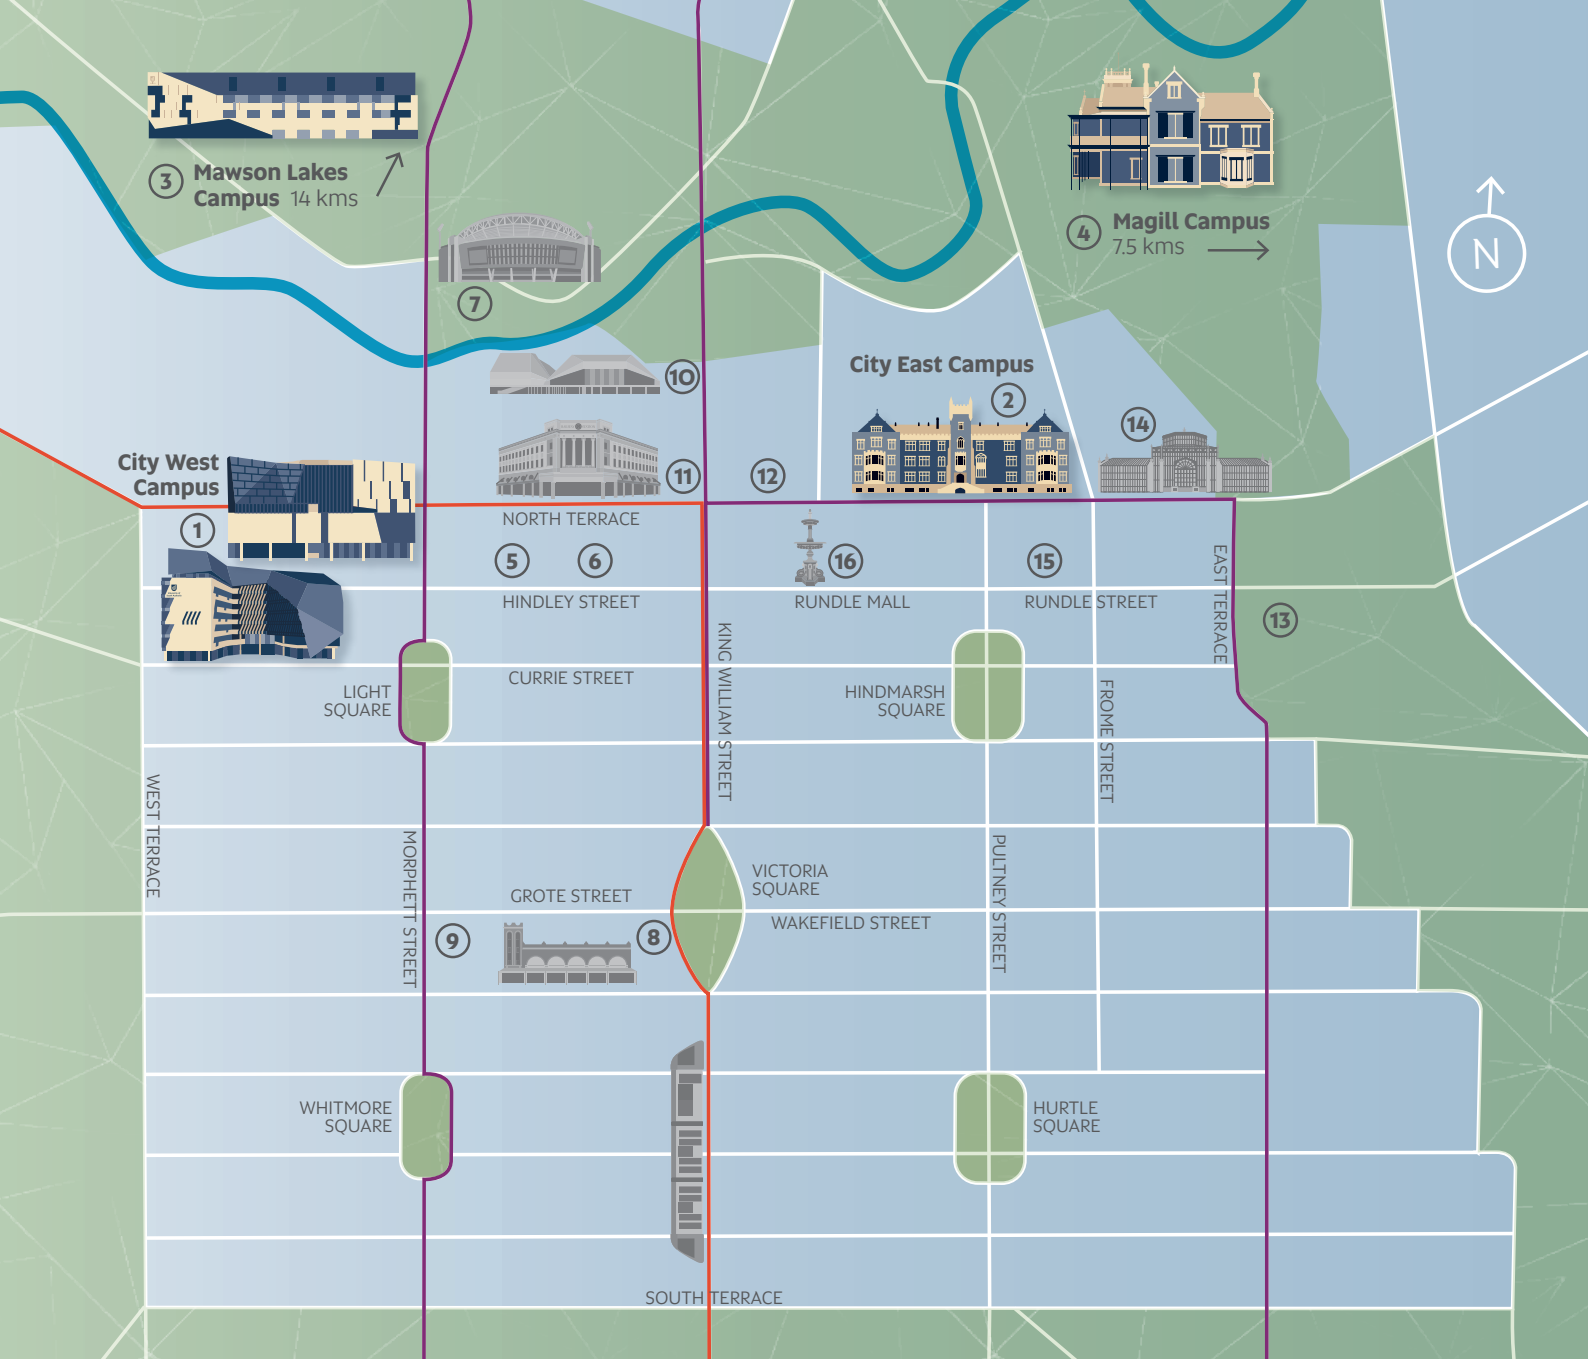 3
Mawson Lakes
Campus 14 kms
4
Magill Campus
7.5 kms
N
7
10
City East Campus
2
14
City West
Campus
11
12
1
NORTH TERRACE
5
6
16
15
EAST TERRACE
HINDLEY STREET
RUNDLE MALL
RUNDLE STREET
13
KING WILLIAM STREET
CURRIE STREET
LIGHT
SQUARE
HINDMARSH
SQUARE
FROME STREET
WEST TERRACE
MORPHETT STREET
PULTNEY STREET
VICTORIA
SQUARE
GROTE STREET
WAKEFIELD STREET
9
8
WHITMORE
SQUARE
HURTLE
SQUARE
SOUTH TERRACE